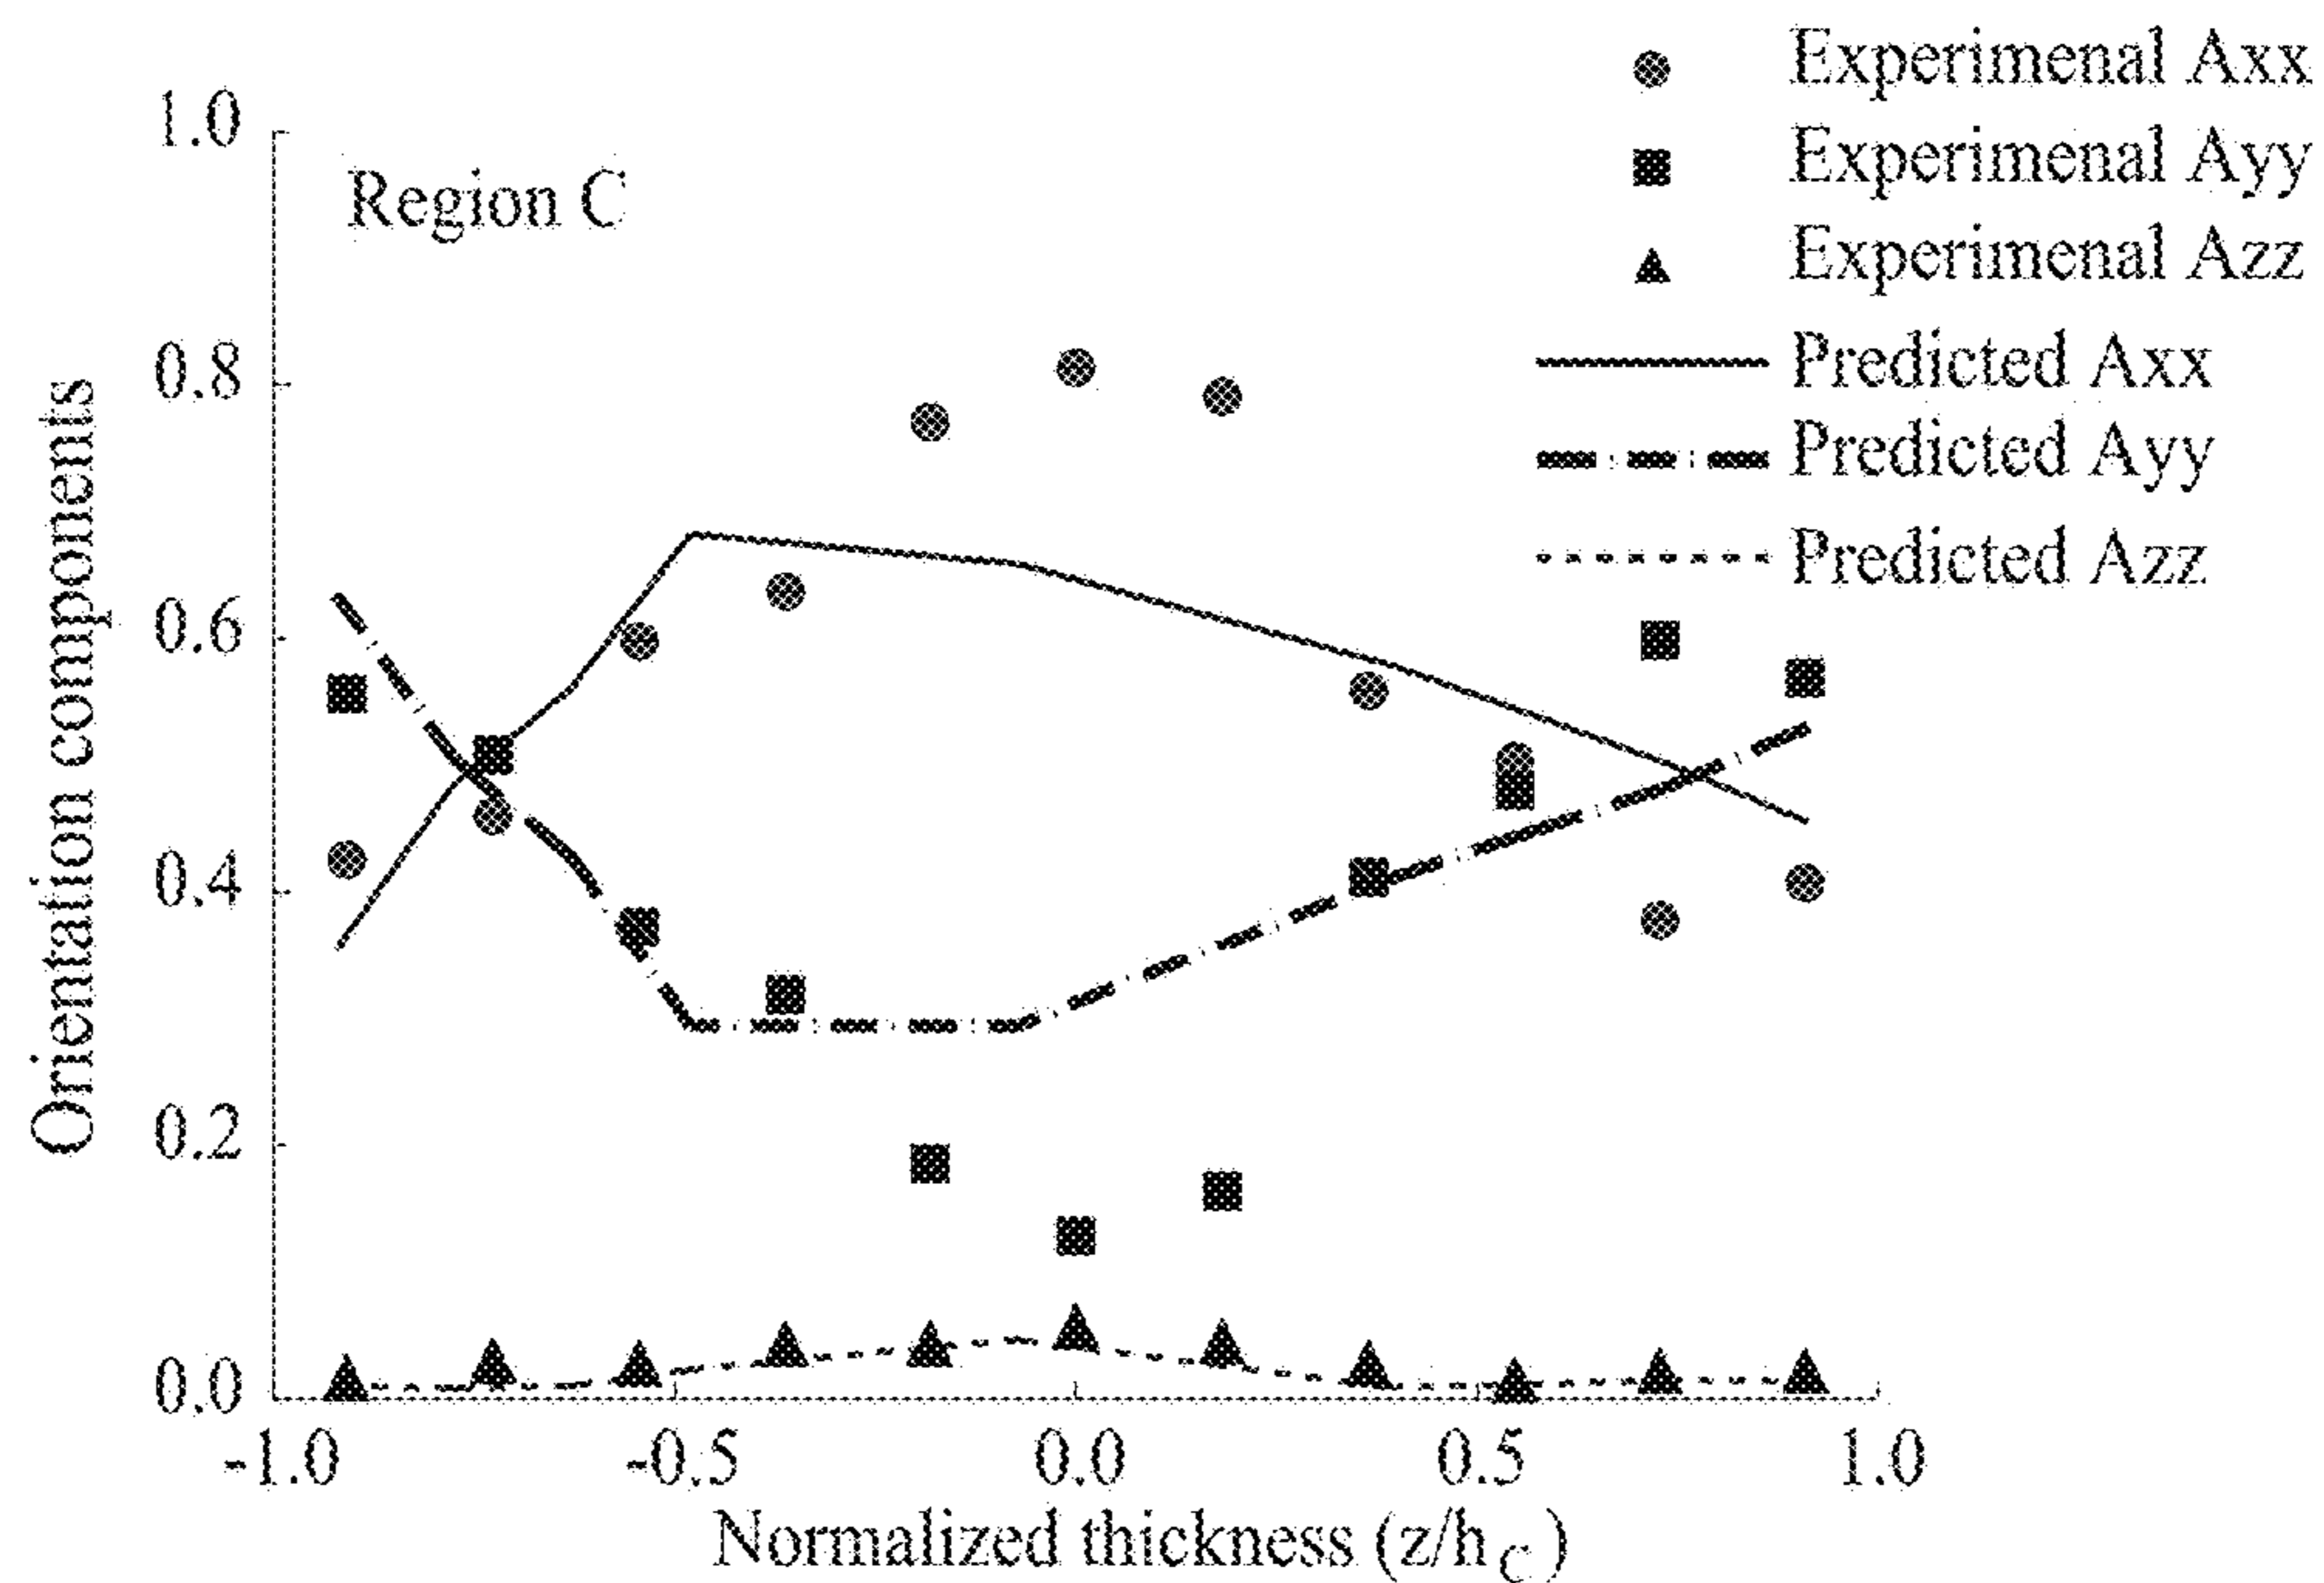 Experimenal Axx
Experimenal Ayy
Experimenal Azz
Predicted Axx
Predicted Ayy
Predicted Azz
Region C
Orientation components
1.0
0.8
0.6
0.4
0.2
0.0
-1.0 -0.5 0.0 0.5 1.0
Normalized thickness (z/h_C)